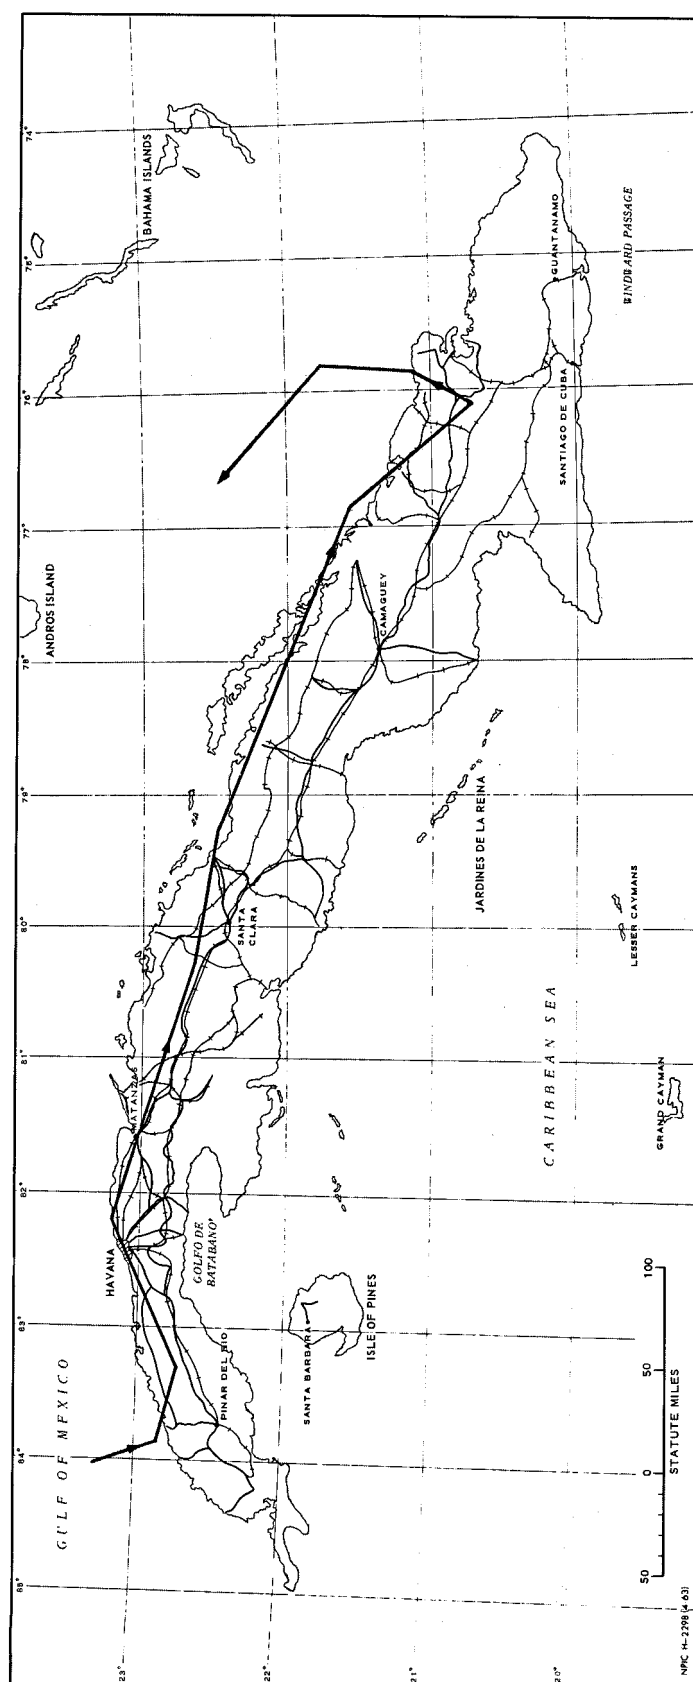 85°
84°
83°
82°
81°
80°
79°
78°
77°
76°
75°
74°
23°
22°
21°
20°
GULF OF MEXICO
HAVANA
MATANZAS
PINAR DEL RIO
GOLFO DE
BATABANO
SANTA BARBARA
ISLE OF PINES
SANTA
CLARA
CAMAGUEY
ANDROS ISLAND
BAHAMA ISLANDS
JARDINES DE LA REINA
CARIBBEAN SEA
LESSER CAYMANS
GRAND CAYMAN
SANTIAGO DE CUBA
GUANTANAMO
WINDWARD PASSAGE
50 0 50 100
STATUTE MILES
NPIC H-2298 (4-63)